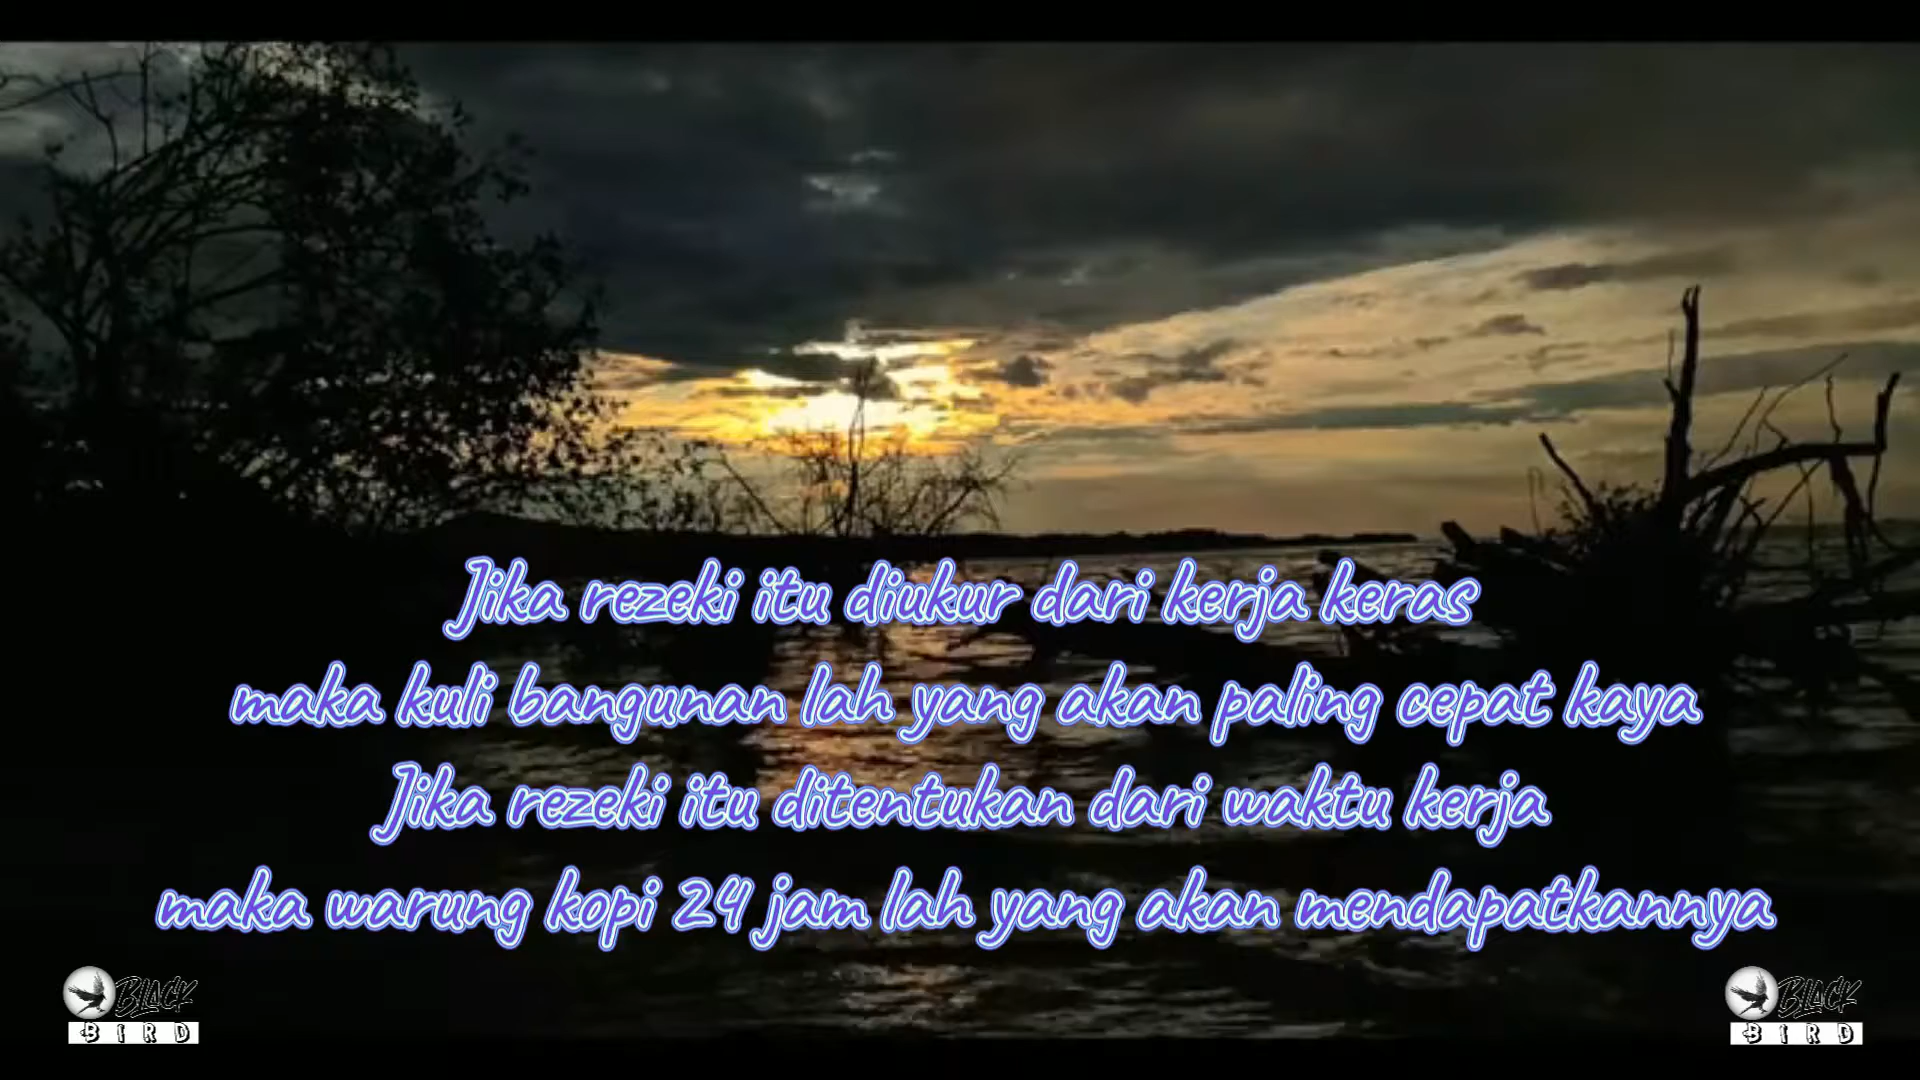 Jika rezeki itu diukur dari kerja keras
maka kuli bangunan lah yang akan paling cepat kaya
Jika rezeki itu ditentukan dari waktu kerja
maka warung kopi 24 jam lah yang akan mendapatkannya
BLACK
BIRD
BLACK
BIRD